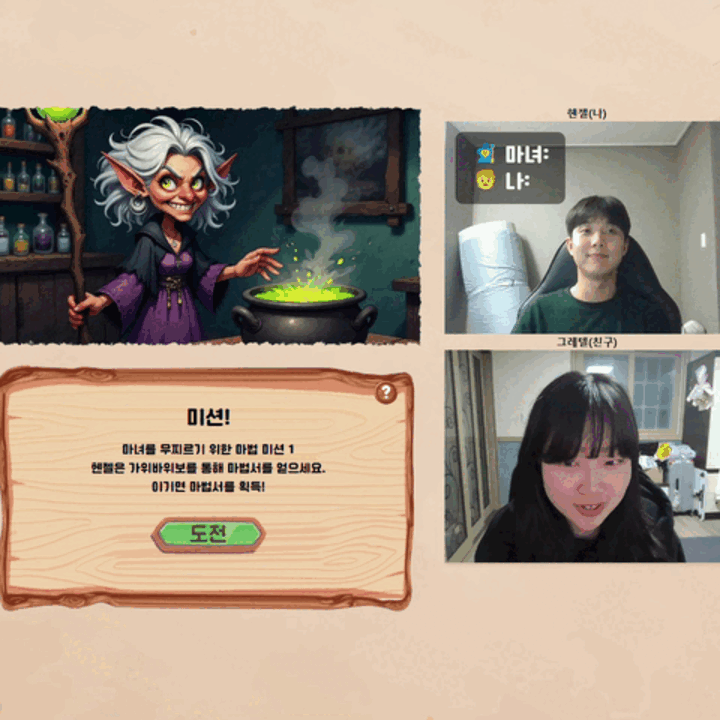 헨젤(나)
마녀:
나:
그레텔(친구)
?
미션!
마녀를 무찌르기 위한 마법 미션 1
헨젤은 가위바위보를 통해 마법서를 얻으세요.
이기면 마법서를 획득!
도전